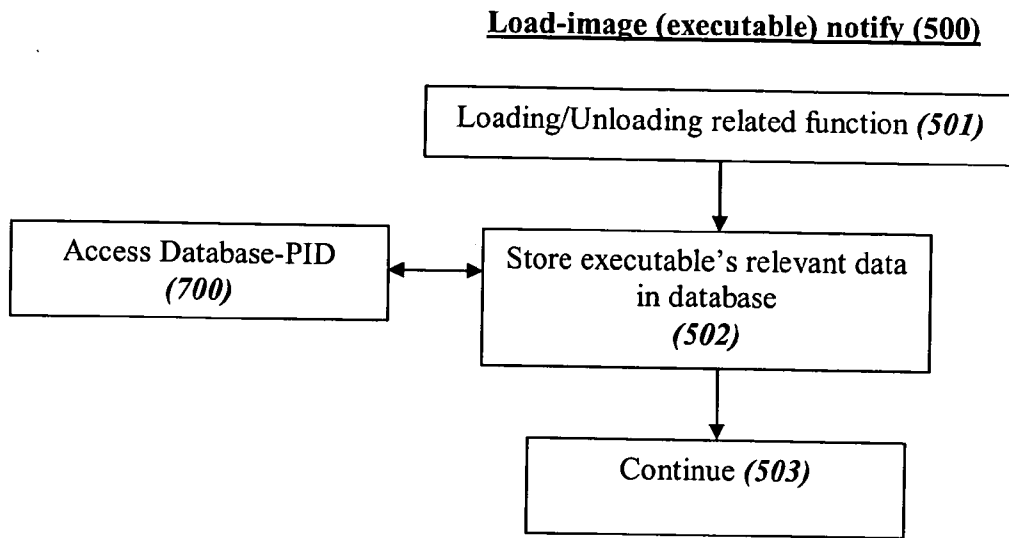 Load-image (executable) notify (500)
Loading/Unloading related function (501)
Access Database-PID
(700)
Store executable's relevant data
in database
(502)
Continue (503)